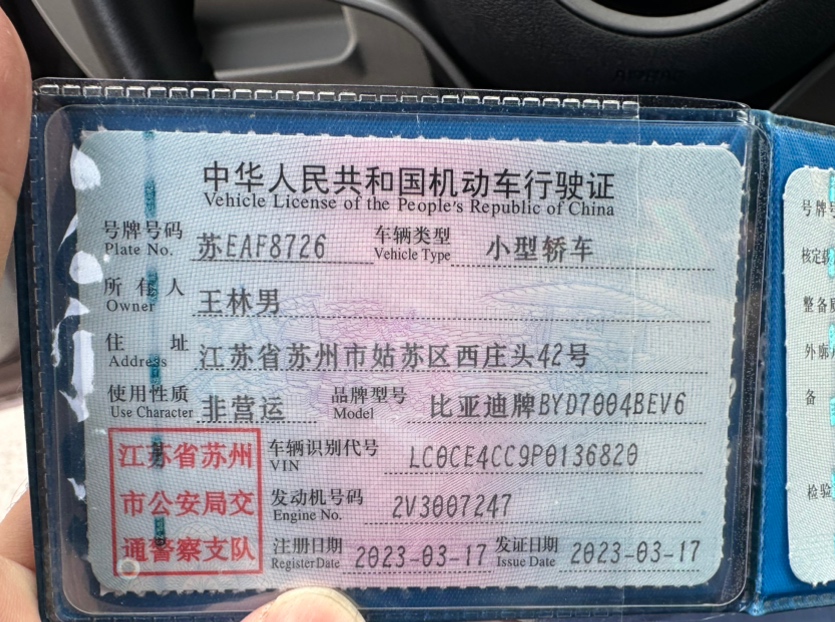 中华人民共和国机动车行驶证
Vehicle License of the People's Republic of China
号牌号码 苏EAF8726 车辆类型 小型轿车
Plate No. Vehicle Type
所有人 王林男
Owner
住址 江苏省苏州市姑苏区西庄头42号
Address
使用性质 非营运 品牌型号 比亚迪牌BYD7004BEV6
Use Character Model
江苏省苏州
市公安局交
通警察支队
车辆识别代号 LC0CE4CC9P0136820
VIN
发动机号码 2V3007247
Engine No.
注册日期 2023-03-17 发证日期 2023-03-17
Register Date Issue Date
号牌
核定
整备
外廓
备
检验